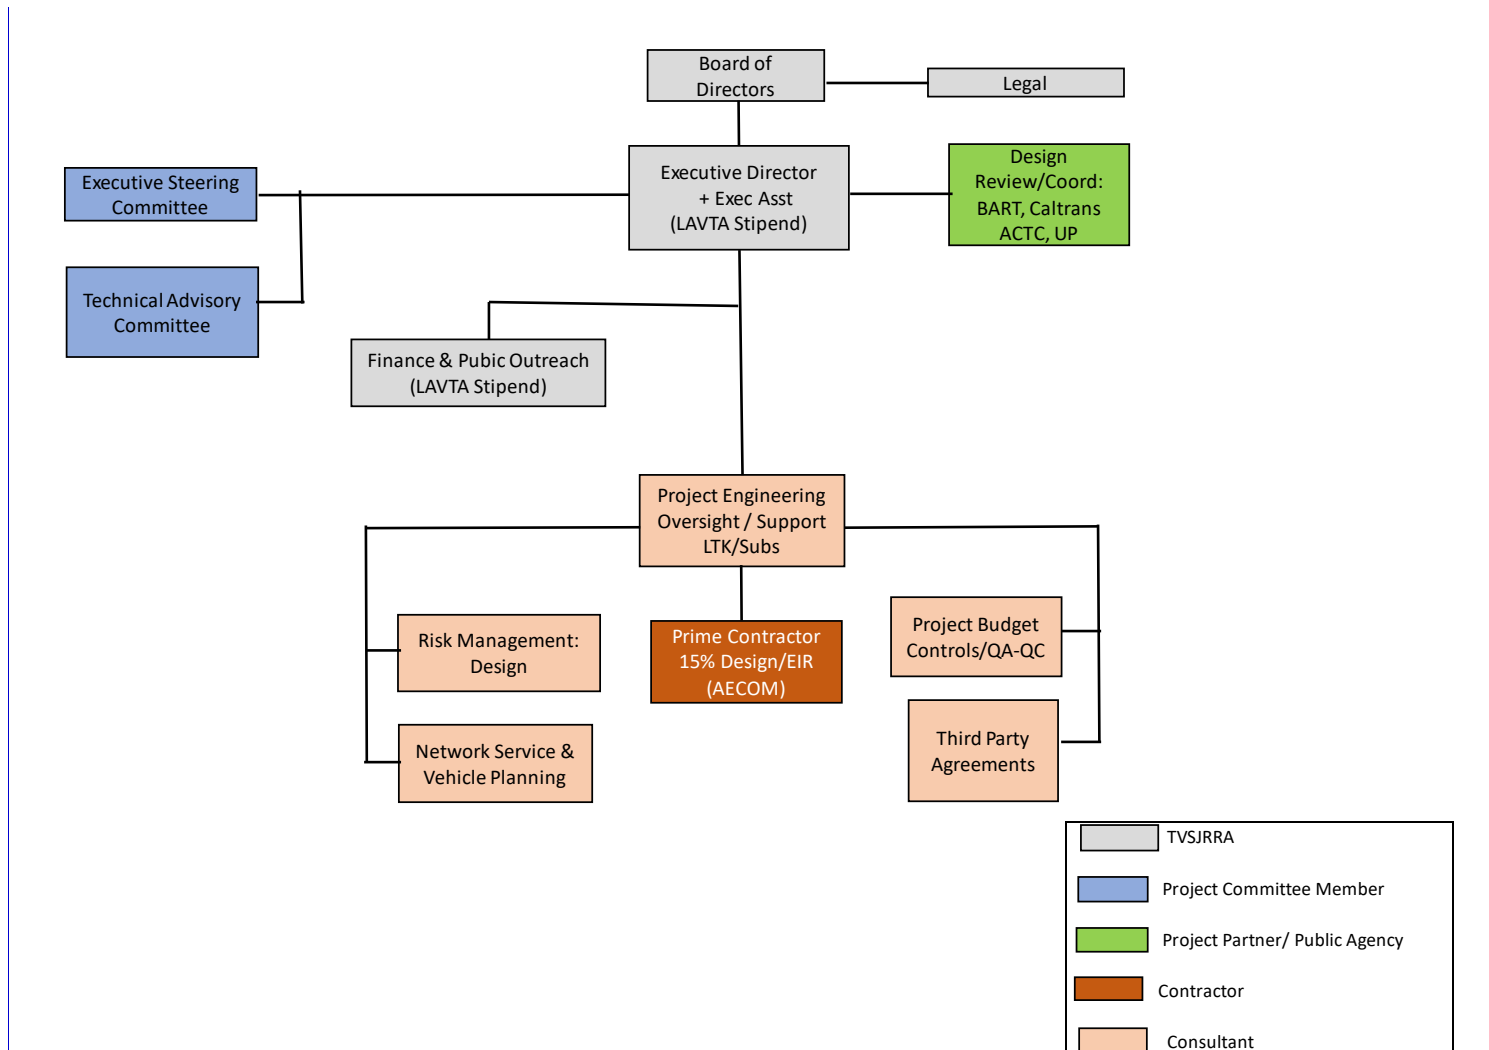 Board of
Directors
Legal
Executive Director
+ Exec Asst
(LAVTA Stipend)
Design
Review/Coord:
BART, Caltrans
ACTC, UP
Executive Steering
Committee
Technical Advisory
Committee
Finance & Pubic Outreach
(LAVTA Stipend)
Project Engineering
Oversight / Support
LTK/Subs
Risk Management:
Design
Prime Contractor
15% Design/EIR
(AECOM)
Project Budget
Controls/QA-QC
Network Service &
Vehicle Planning
Third Party
Agreements
TVSJRRA
Project Committee Member
Project Partner/ Public Agency
Contractor
Consultant